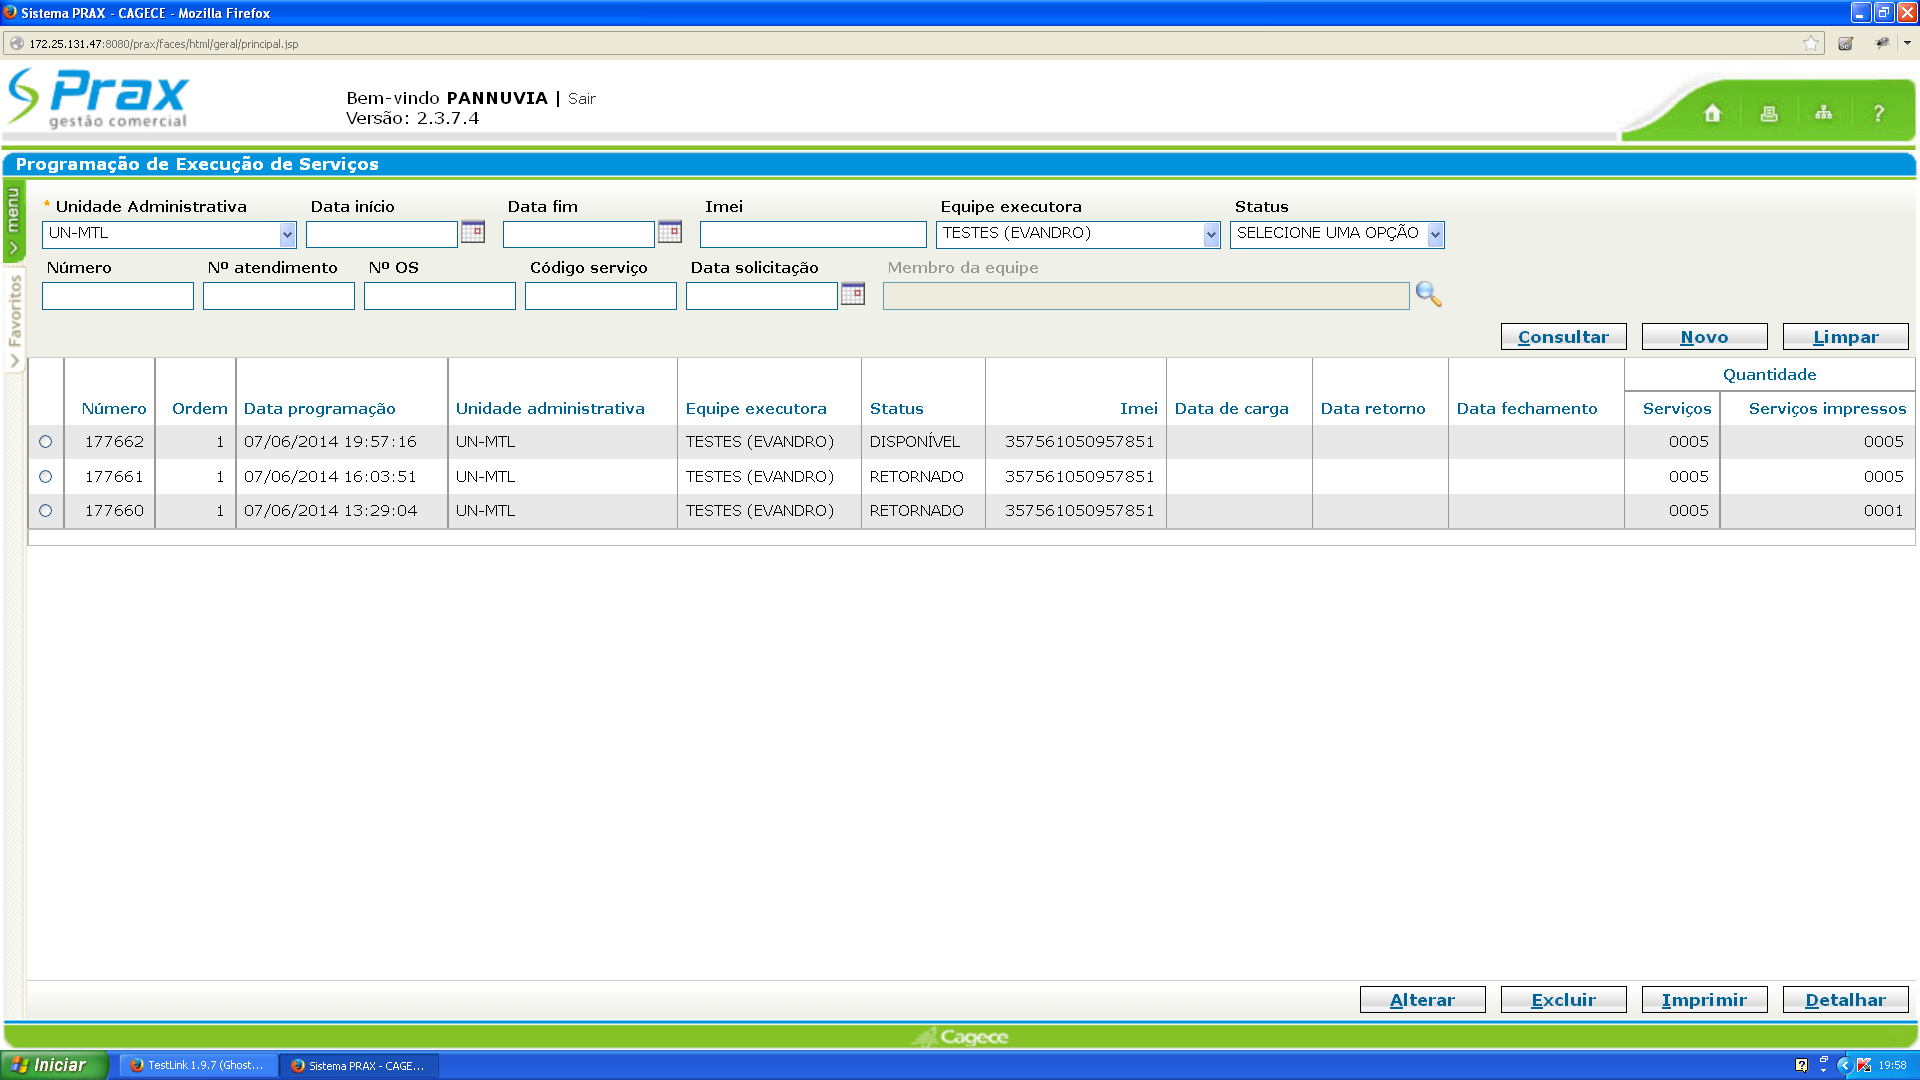 Sistema PRAX - CAGECE - Mozilla Firefox
172.25.131.47:8080/prax/faces/html/geral/principal.jsp
Prax
gestão comercial
Bem-vindo PANNUVIA | Sair
Versão: 2.3.7.4
?
Programação de Execução de Serviços
menu
Favoritos
* Unidade Administrativa Data início Data fim Imei Equipe executora Status
UN-MTL TESTES (EVANDRO) SELECIONE UMA OPÇÃO
Número Nº atendimento Nº OS Código serviço Data solicitação Membro da equipe
Consultar Novo Limpar
Quantidade
Número Ordem Data programação Unidade administrativa Equipe executora Status Imei Data de carga Data retorno Data fechamento Serviços Serviços impressos
177662 1 07/06/2014 19:57:16 UN-MTL TESTES (EVANDRO) DISPONÍVEL 357561050957851 0005 0005
177661 1 07/06/2014 16:03:51 UN-MTL TESTES (EVANDRO) RETORNADO 357561050957851 0005 0005
177660 1 07/06/2014 13:29:04 UN-MTL TESTES (EVANDRO) RETORNADO 357561050957851 0005 0001
Alterar Excluir Imprimir Detalhar
Cagece
Iniciar TestLink 1.9.7 (Ghost... Sistema PRAX - CAGE... 19:58